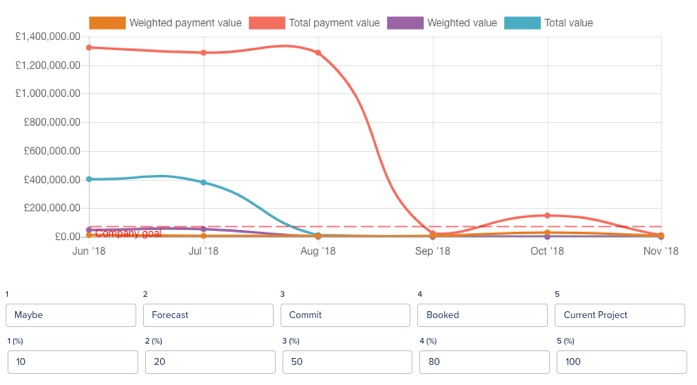 Weighted payment value Total payment value Weighted value Total value
£1,400,000.00
£1,200,000.00
£1,000,000.00
£800,000.00
£600,000.00
£400,000.00
£200,000.00
£0.00
Company goal
Jun '18 Jul '18 Aug '18 Sep '18 Oct '18 Nov '18
1 2 3 4 5
Maybe Forecast Commit Booked Current Project
1 (%) 2 (%) 3 (%) 4 (%) 5 (%)
10 20 50 80 100